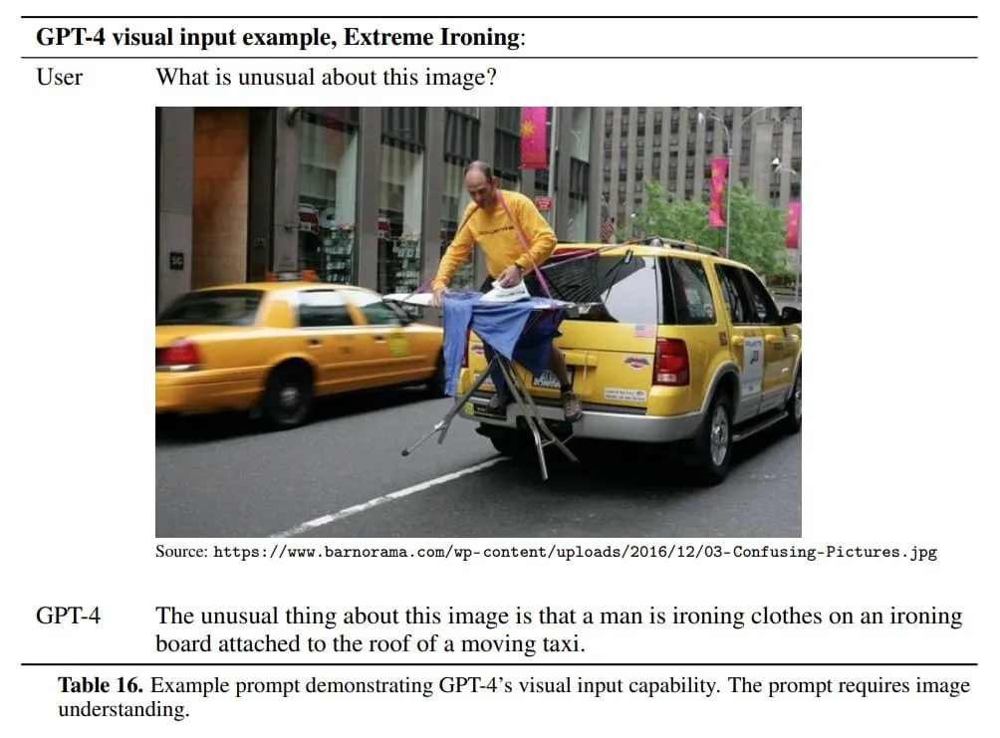 GPT-4 visual input example, Extreme Ironing:
User What is unusual about this image?
SG
Source: https://www.barnorama.com/wp-content/uploads/2016/12/03-Confusing-Pictures.jpg
GPT-4 The unusual thing about this image is that a man is ironing clothes on an ironing
board attached to the roof of a moving taxi.
Table 16. Example prompt demonstrating GPT-4's visual input capability. The prompt requires image
understanding.